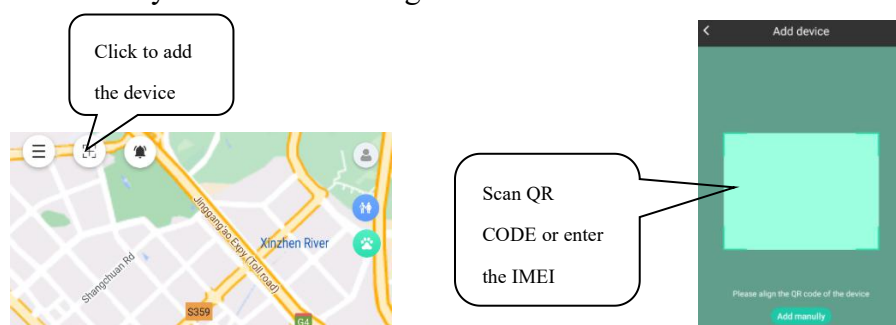 Click to add
the device
Jinggang'ao Expy (Toll road)
Xinzhen River
Shangchuan Rd
S359
G4
Add device
Scan QR
CODE or enter
the IMEI
Please align the QR code of the device
Add manully